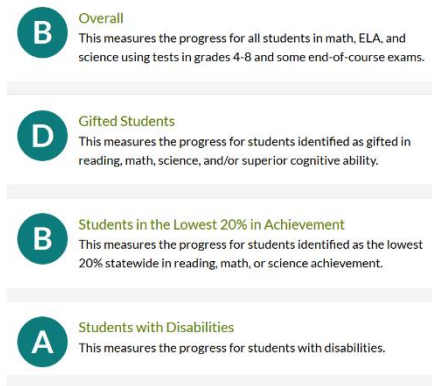 B
Overall
This measures the progress for all students in math, ELA, and
science using tests in grades 4-8 and some end-of-course exams.
D
Gifted Students
This measures the progress for students identified as gifted in
reading, math, science, and/or superior cognitive ability.
B
Students in the Lowest 20% in Achievement
This measures the progress for students identified as the lowest
20% statewide in reading, math, or science achievement.
A
Students with Disabilities
This measures the progress for students with disabilities.